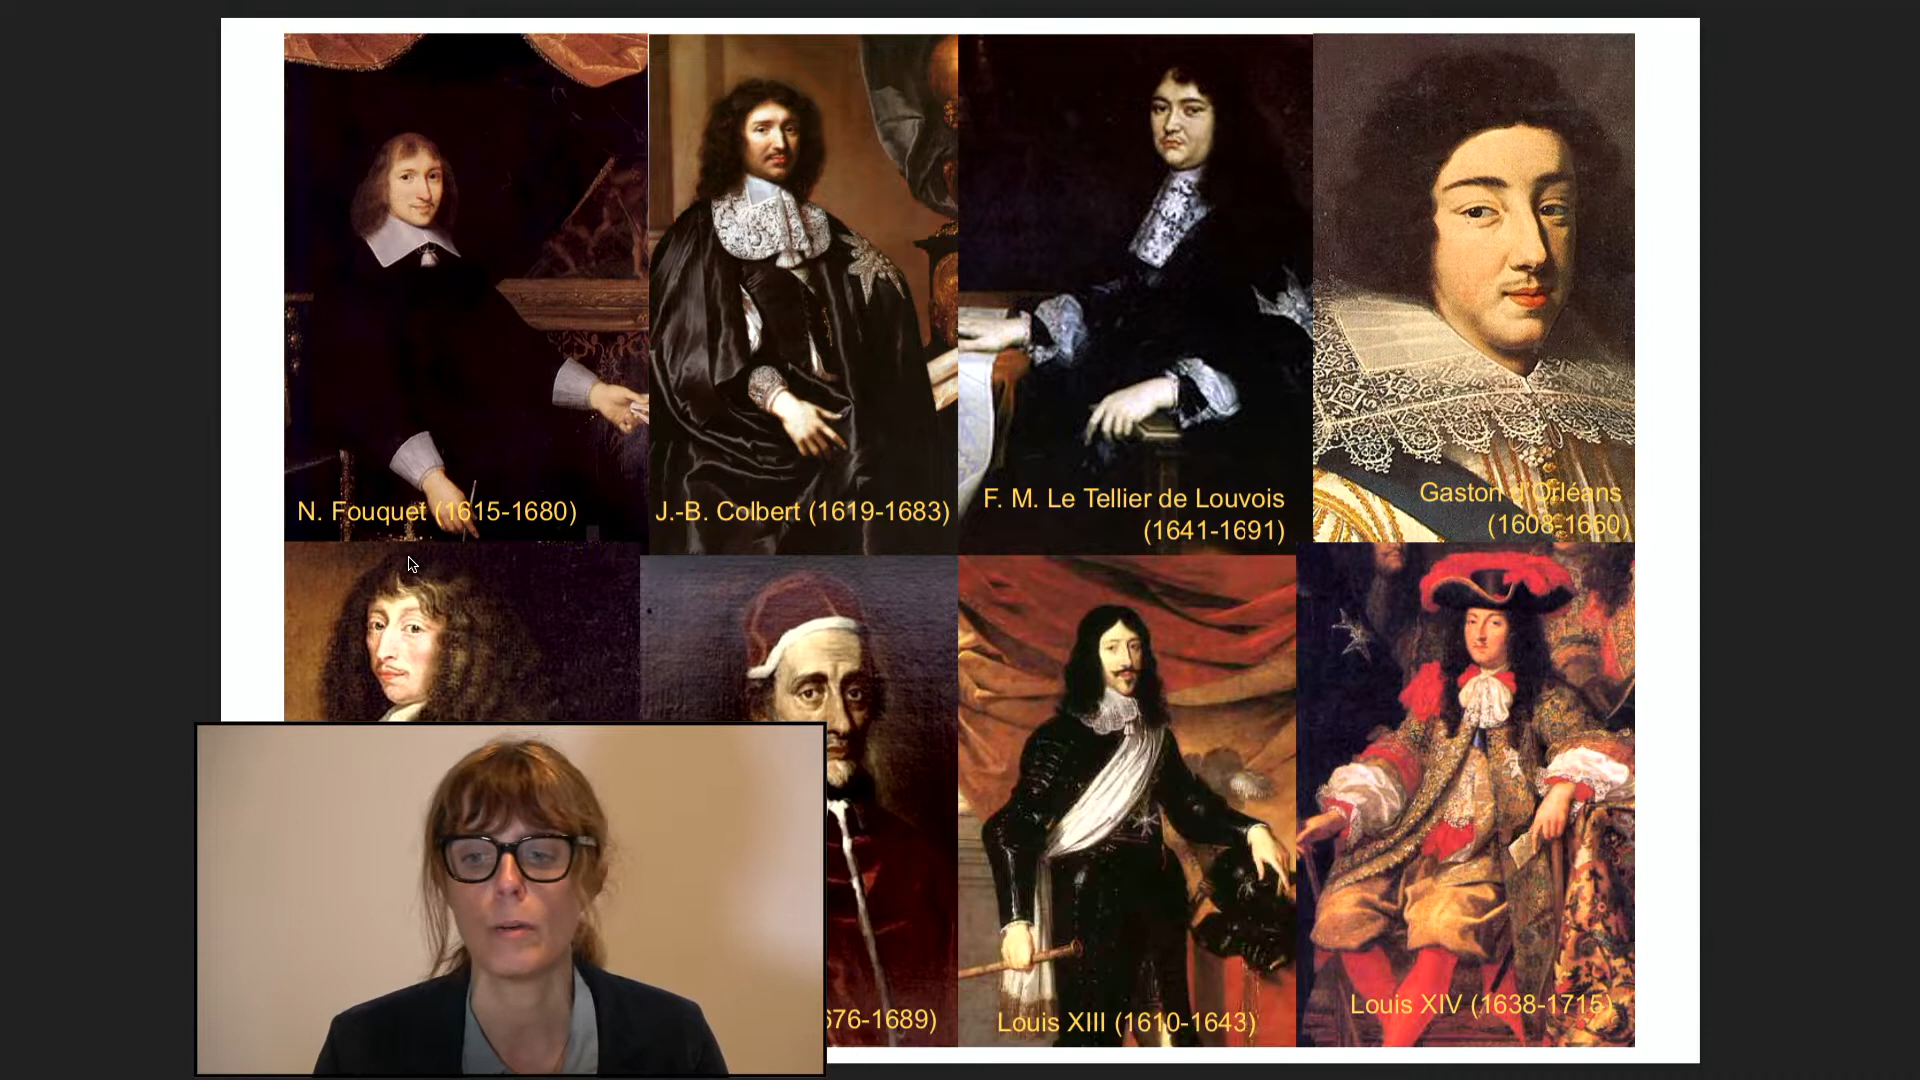 N. Fouquet (1615-1680)
J.-B. Colbert (1619-1683)
F. M. Le Tellier de Louvois
(1641-1691)
Gaston d'Orléans
(1608-1660)
676-1689)
Louis XIII (1610-1643)
Louis XIV (1638-1715)